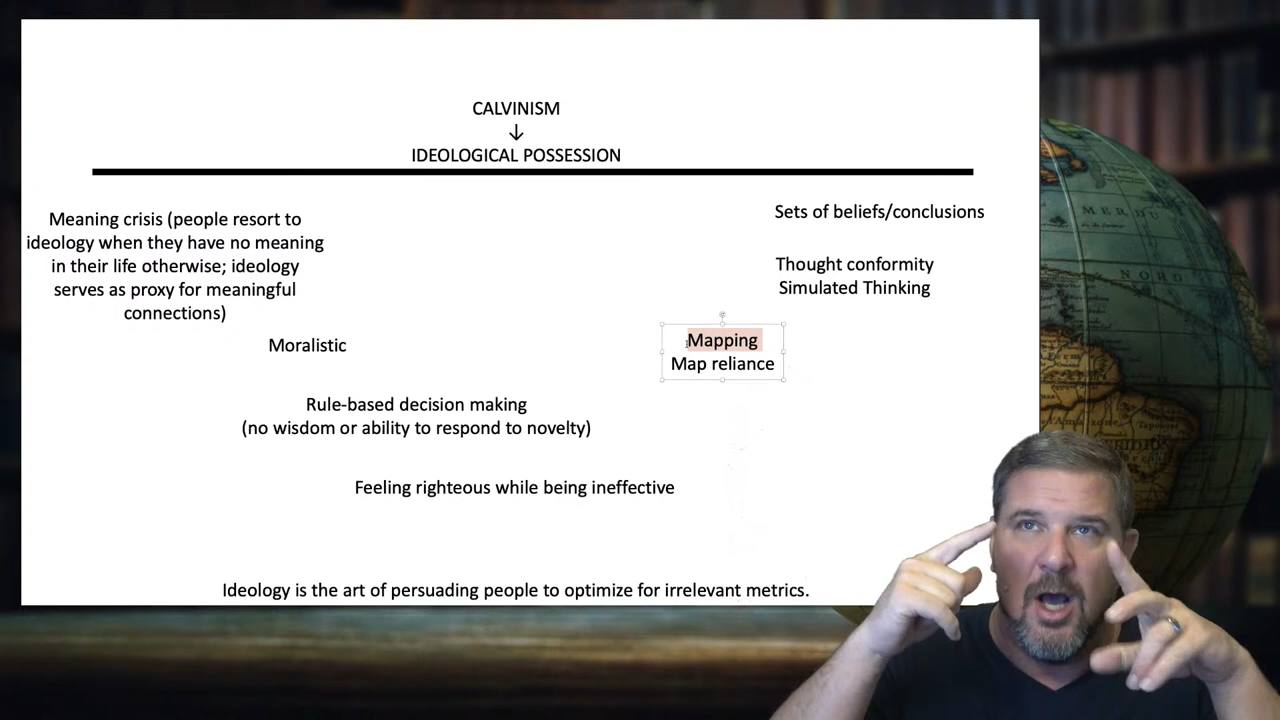 CALVINISM
↓
IDEOLOGICAL POSSESSION
Meaning crisis (people resort to
ideology when they have no meaning
in their life otherwise; ideology
serves as proxy for meaningful
connections)
Sets of beliefs/conclusions
Thought conformity
Simulated Thinking
Moralistic
Mapping
Map reliance
Rule-based decision making
(no wisdom or ability to respond to novelty)
Feeling righteous while being ineffective
Ideology is the art of persuading people to optimize for irrelevant metrics.
MER DU
NORD